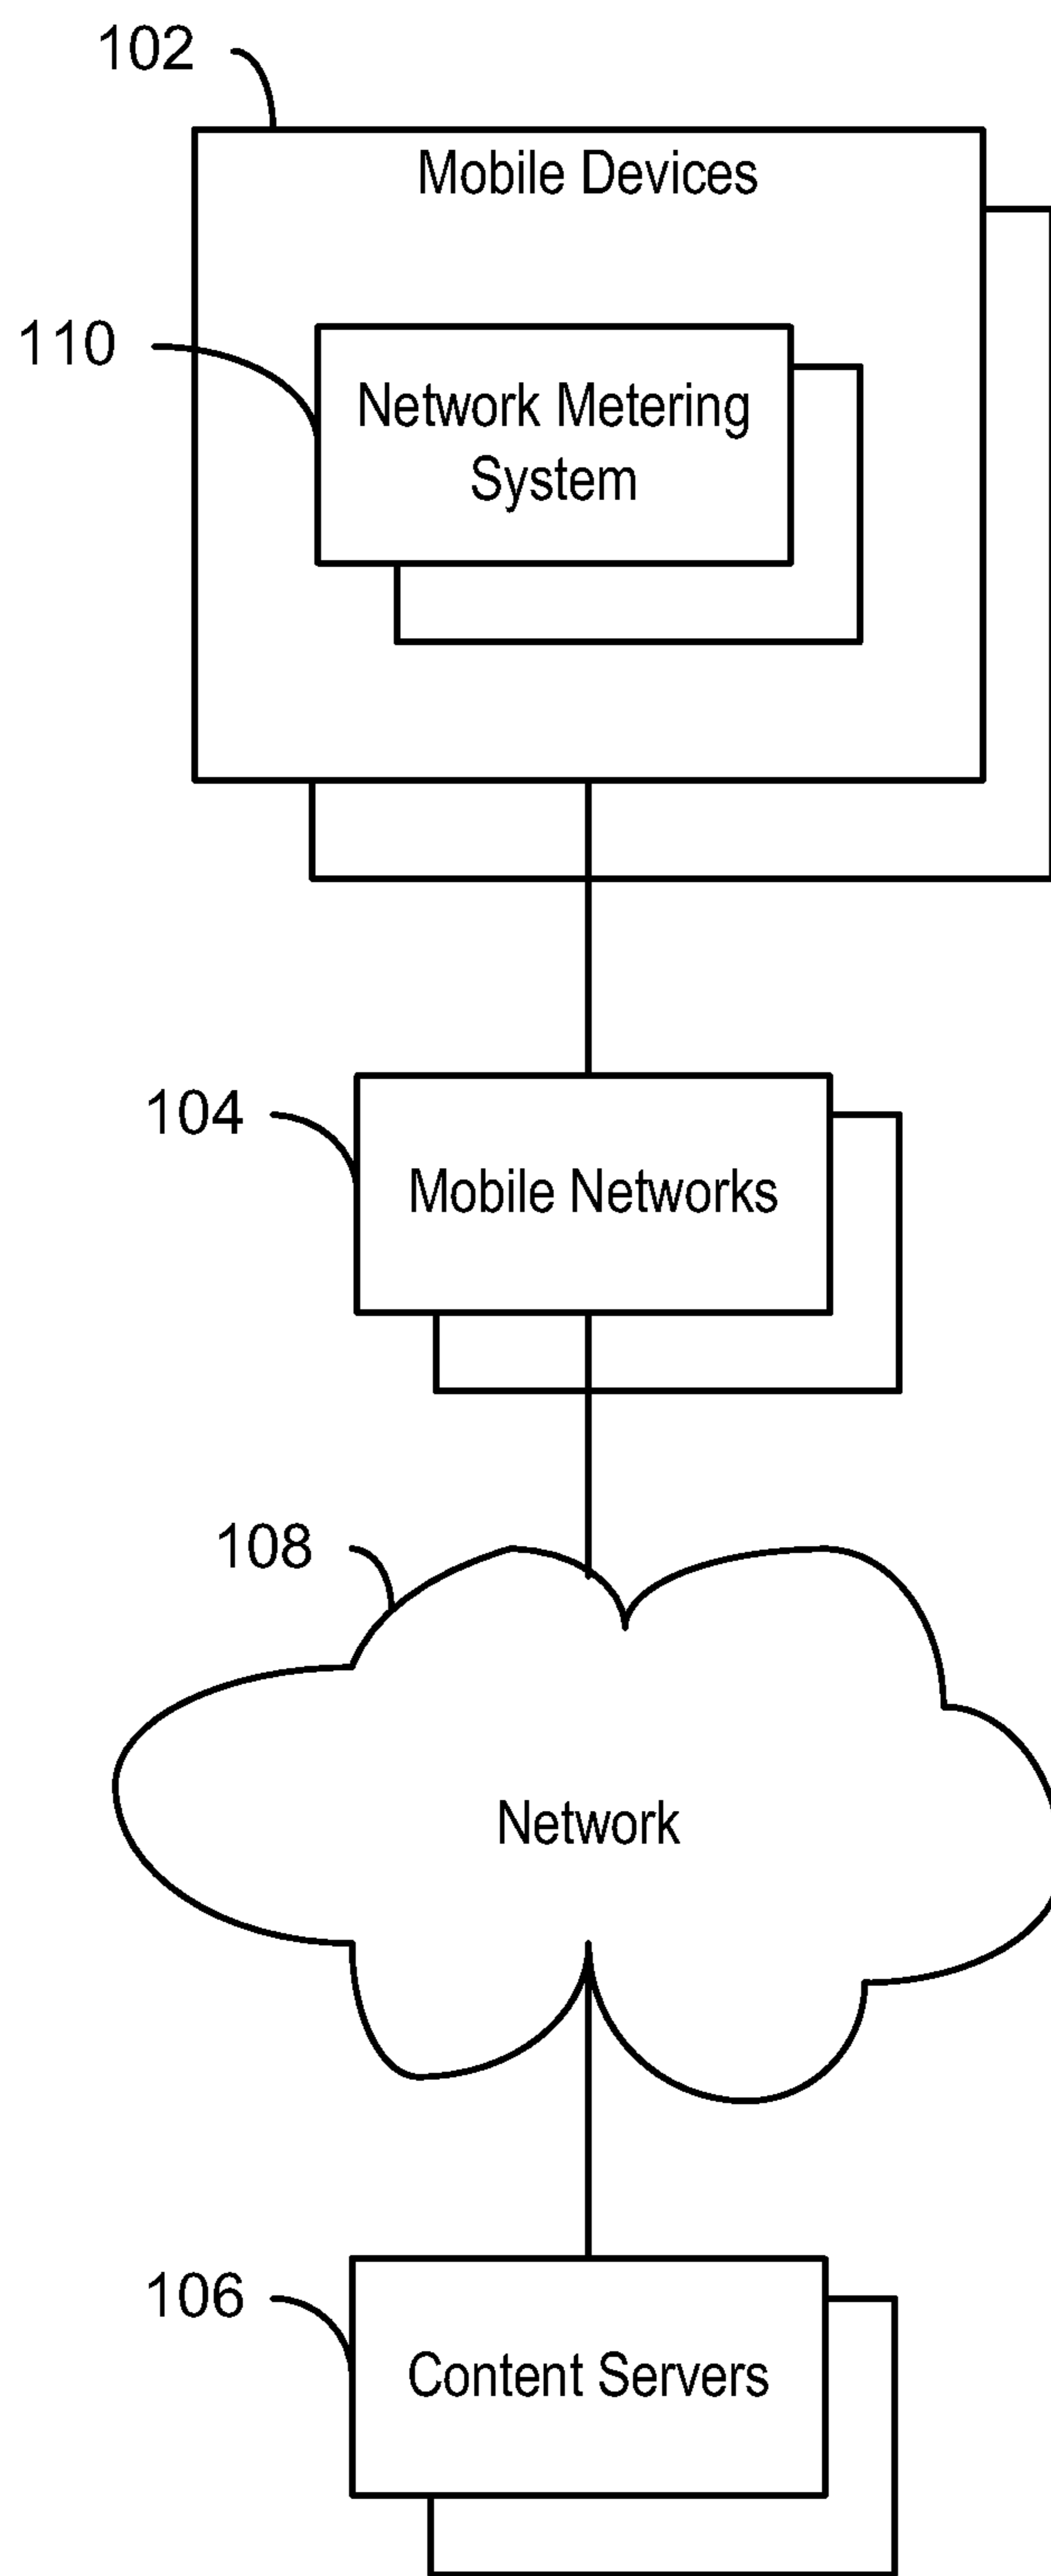 102
Mobile Devices
110
Network Metering
System
104
Mobile Networks
108
Network
106
Content Servers